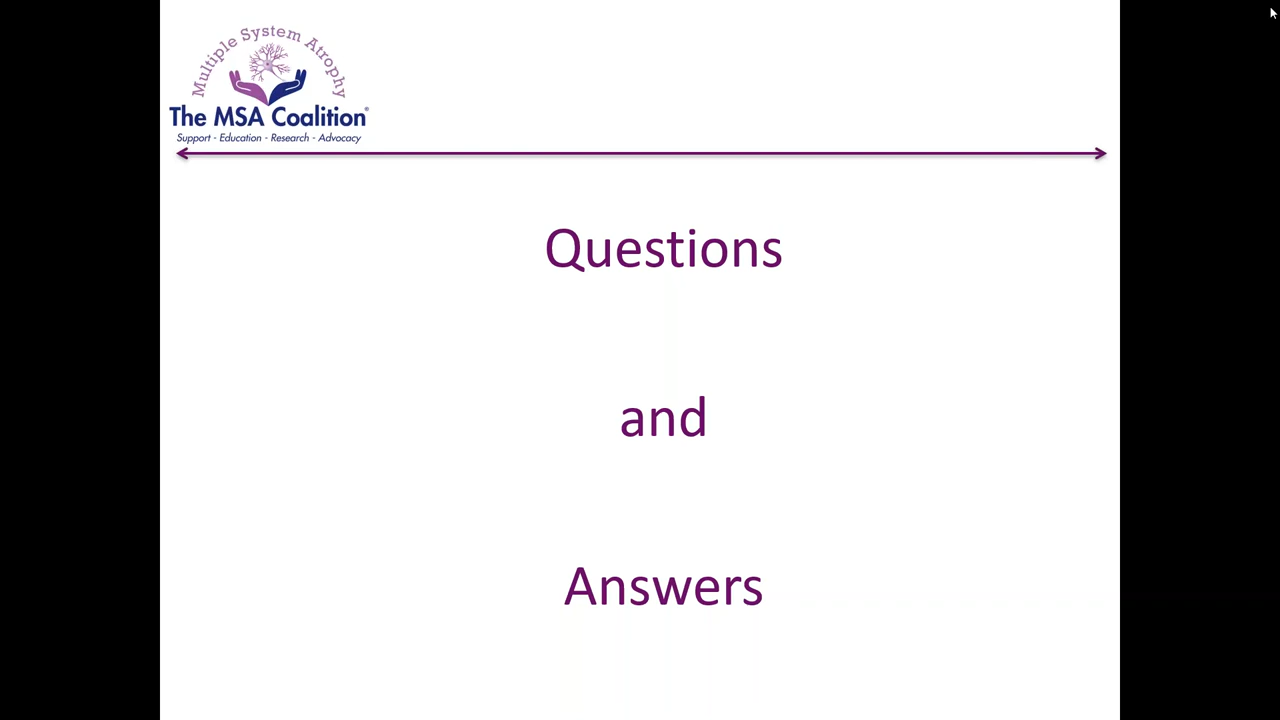 Multiple System Atrophy
The MSA Coalition®
Support - Education - Research - Advocacy
Questions
and
Answers